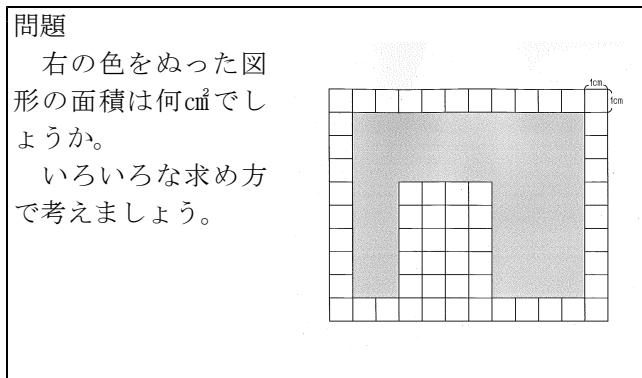 問題
　右の色をぬった図
形の面積は何㎠でし
ょうか。
　いろいろな求め方
で考えましょう。
1cm
1cm